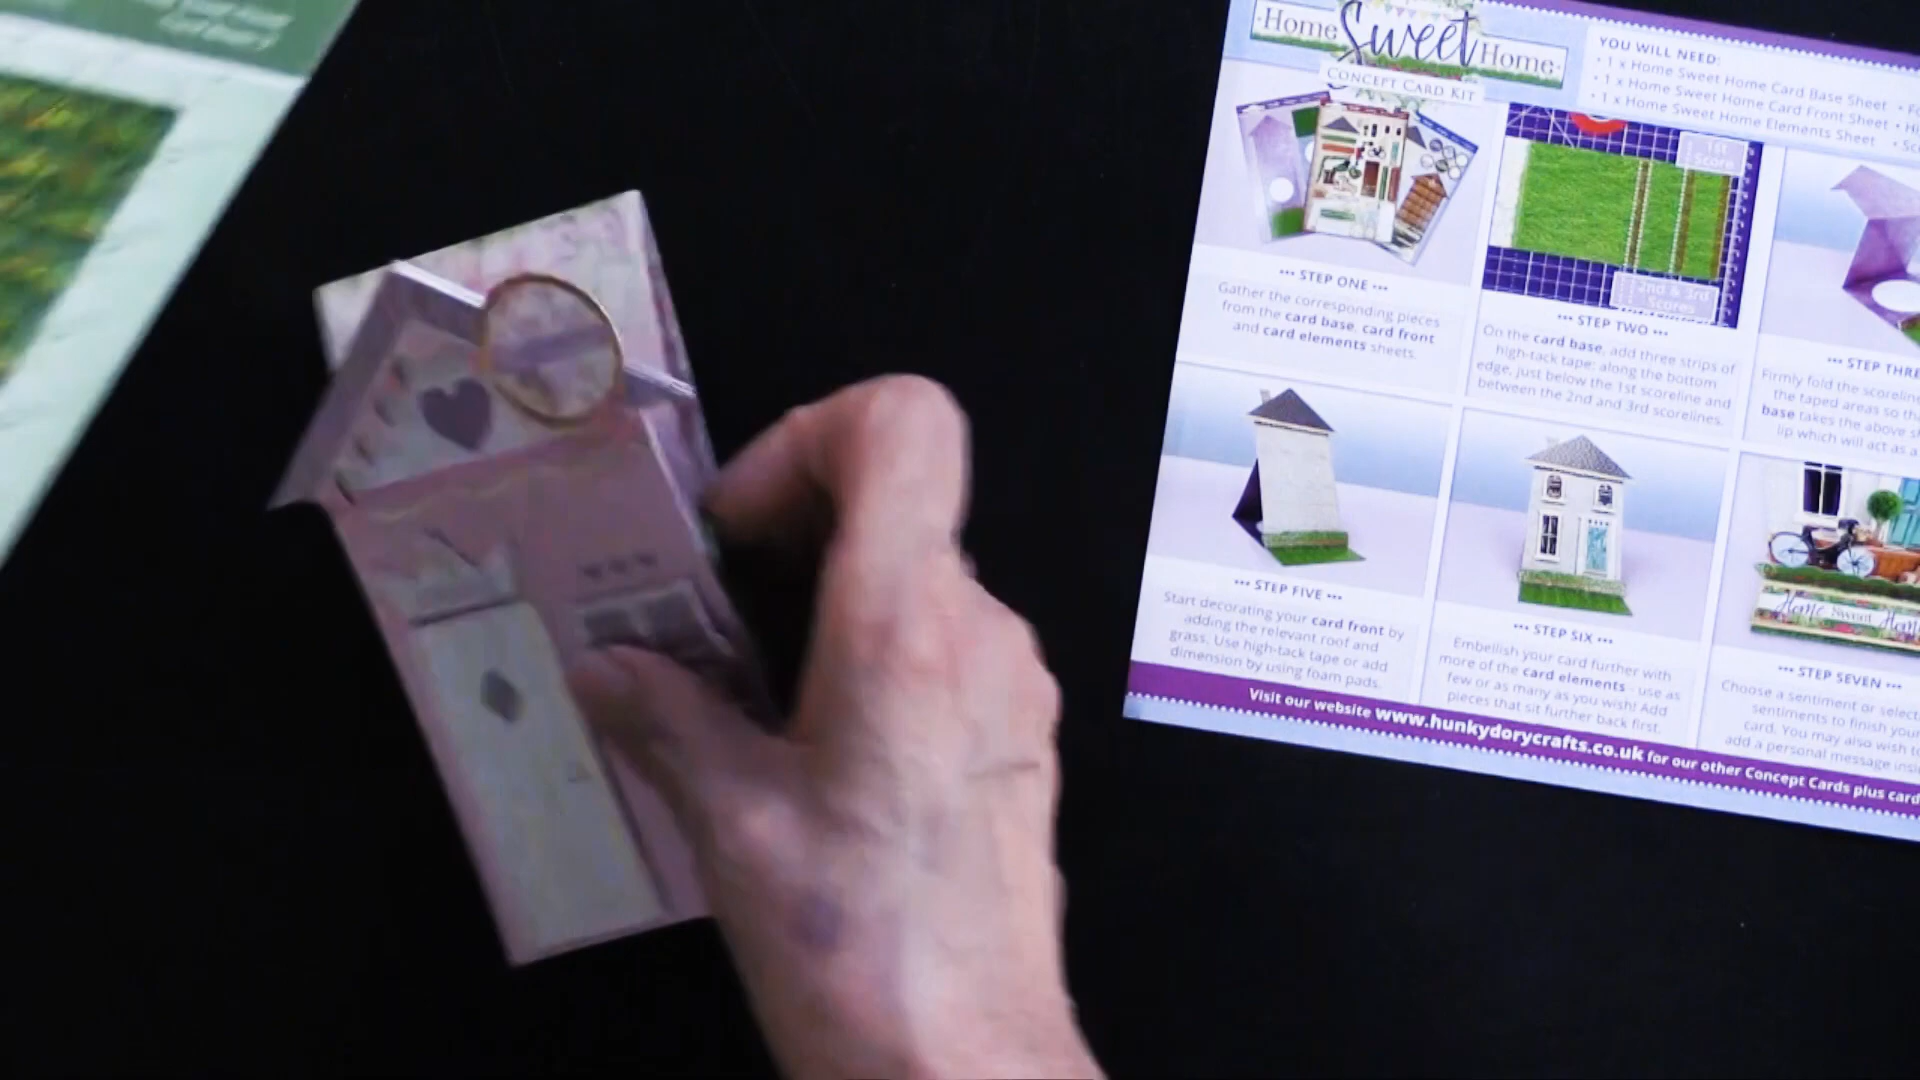 ·Home Sweet Home·
CONCEPT CARD KIT
YOU WILL NEED:
• 1 x Home Sweet Home Card Base Sheet
• 1 x Home Sweet Home Card Front Sheet
• 1 x Home Sweet Home Elements Sheet
1st
Score
2nd & 3rd
Scores
••• STEP ONE •••
Gather the corresponding pieces
from the card base, card front
and card elements sheets.
••• STEP TWO •••
On the card base, add three strips of
high-tack tape: along the bottom
edge, just below the 1st scoreline and
between the 2nd and 3rd scorelines.
••• STEP THRE
Firmly fold the scoreline
the taped areas so th
base takes the above s
lip which will act as a
••• STEP FIVE •••
Start decorating your card front by
adding the relevant roof and
grass. Use high-tack tape or add
dimension by using foam pads.
••• STEP SIX •••
Embellish your card further with
more of the card elements - use as
few or as many as you wish! Add
pieces that sit further back first.
Home Sweet Home
••• STEP SEVEN •••
Choose a sentiment or select
sentiments to finish your
card. You may also wish to
add a personal message insi
Visit our website www.hunkydorycrafts.co.uk for our other Concept Cards plus card